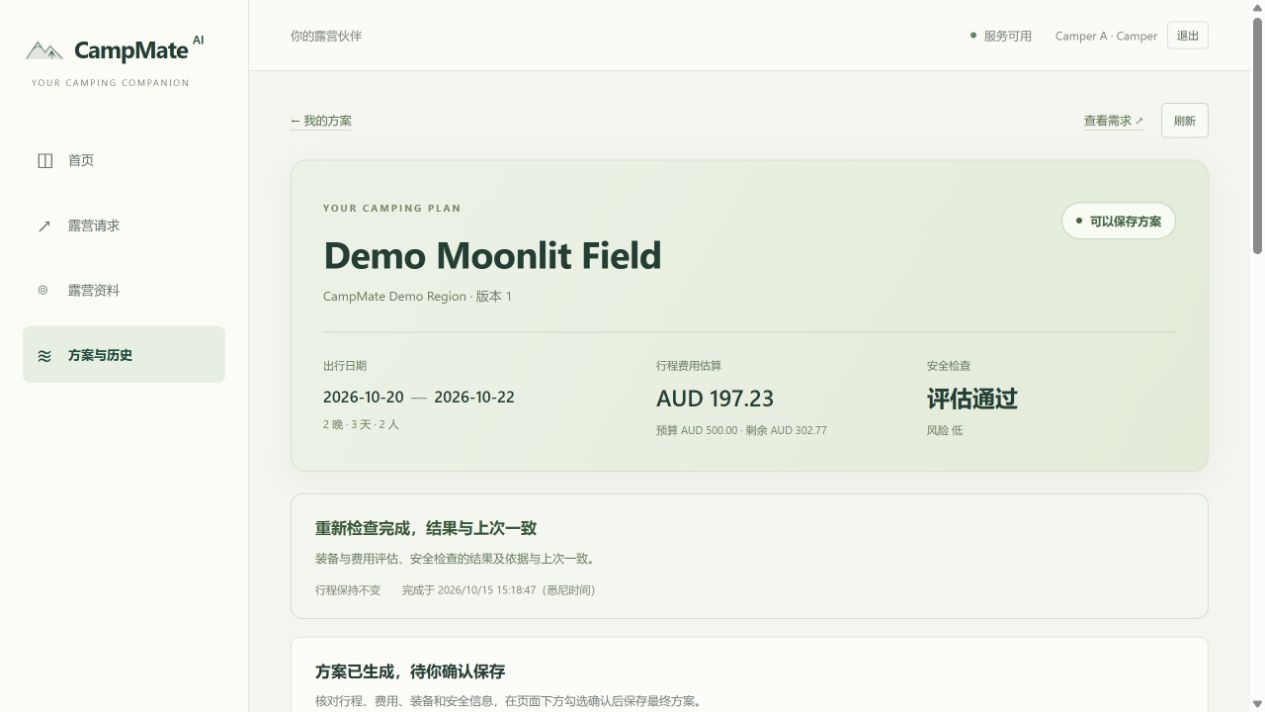 CampMate AI
YOUR CAMPING COMPANION
首页
露营请求
露营资料
方案与历史
你的露营伙伴
服务可用
Camper A · Camper
退出
← 我的方案
查看需求 ↗
刷新
YOUR CAMPING PLAN
可以保存方案
Demo Moonlit Field
CampMate Demo Region · 版本 1
出行日期
2026-10-20 — 2026-10-22
2 晚 · 3 天 · 2 人
行程费用估算
AUD 197.23
预算 AUD 500.00 · 剩余 AUD 302.77
安全检查
评估通过
风险 低
重新检查完成，结果与上次一致
装备与费用评估、安全检查的结果及依据与上次一致。
行程保持不变 完成于 2026/10/15 15:18:47（悉尼时间）
方案已生成，待你确认保存
核对行程、费用、装备和安全信息，在页面下方勾选确认后保存最终方案。